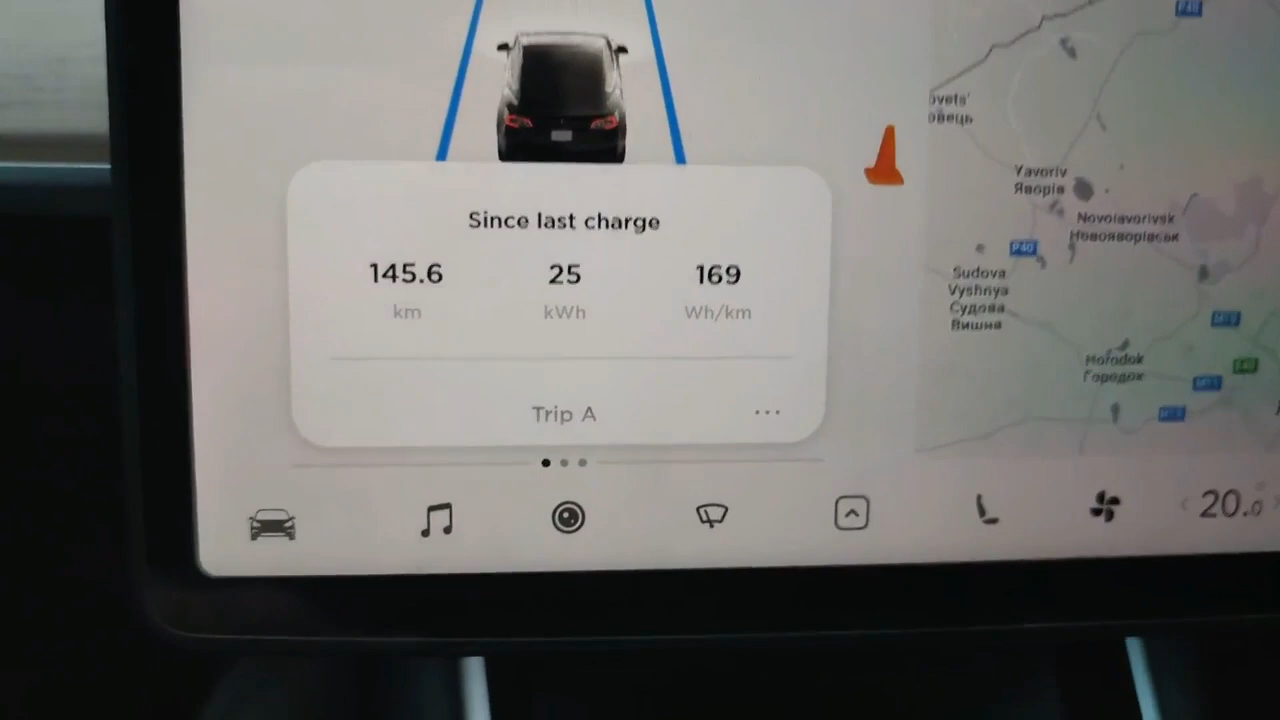 Since last charge
145.6 25 169
km kWh Wh/km
Trip A
20.0
P40
Yavoriv
Яворів
Novoiavorivsk
Новояворівськ
P40
Sudova
Vyshnya
Судова
Вишня
Horodok
Городок